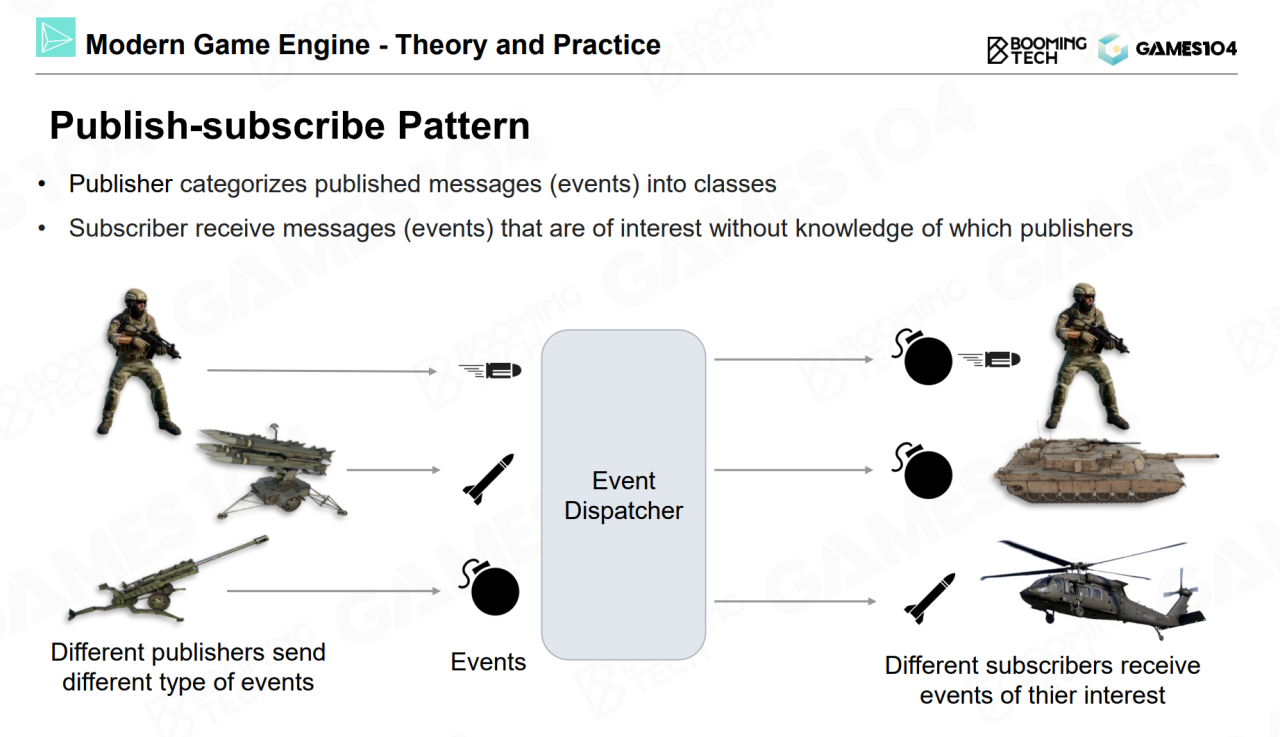 Modern Game Engine - Theory and Practice
BOOMING
TECH
GAMES104
Publish-subscribe Pattern
• Publisher categorizes published messages (events) into classes
• Subscriber receive messages (events) that are of interest without knowledge of which publishers
Event
Dispatcher
Different publishers send
different type of events
Events
Different subscribers receive
events of thier interest